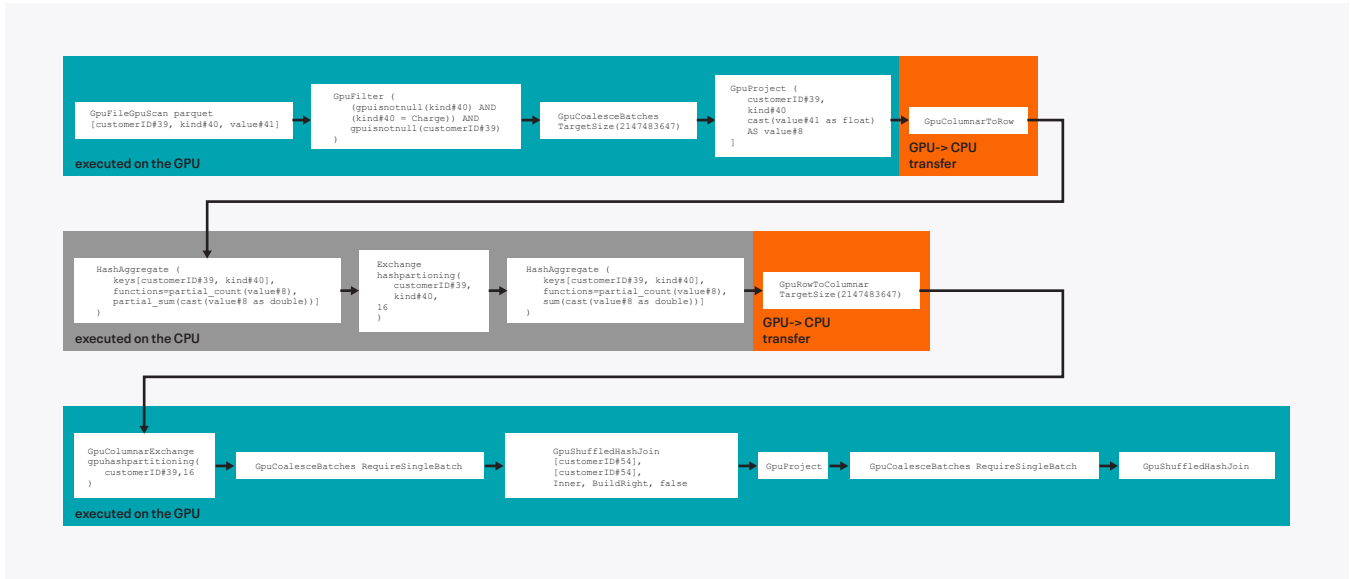 GpuFileGpuScan parquet
[customerID#39, kind#40, value#41]
GpuFilter (
(gpuisnotnull(kind#40) AND
(kind#40 = Charge)) AND
gpuisnotnull(customerID#39)
)
GpuCoalesceBatches
TargetSize(2147483647)
GpuProject (
customerID#39,
kind#40
cast(value#41 as float)
AS value#8
]
GpuColumnarToRow
executed on the GPU
GPU-> CPU
transfer
HashAggregate (
keys[customerID#39, kind#40],
functions=partial_count(value#8),
partial_sum(cast(value#8 as double))]
)
Exchange
hashpartioning(
customerID#39,
kind#40,
16
)
HashAggregate (
keys[customerID#39, kind#40],
functions=partial_count(value#8),
sum(cast(value#8 as double))]
)
GpuRowToColumnar
TargetSize(2147483647)
executed on the CPU
GPU-> CPU
transfer
GpuColumnarExchange
gpuhashpartitioning(
customerID#39,16
)
GpuCoalesceBatches RequireSingleBatch
GpuShuffledHashJoin
[customerID#54],
[customerID#54],
Inner, BuildRight, false
GpuProject
GpuCoalesceBatches RequireSingleBatch
GpuShuffledHashJoin
executed on the GPU